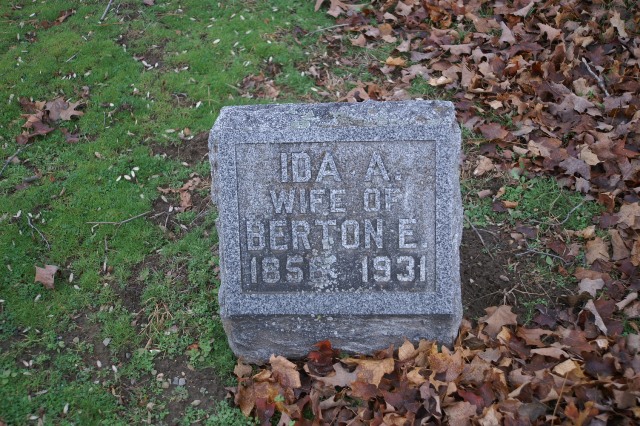 IDA A.
WIFE OF
BERTON E.
1931